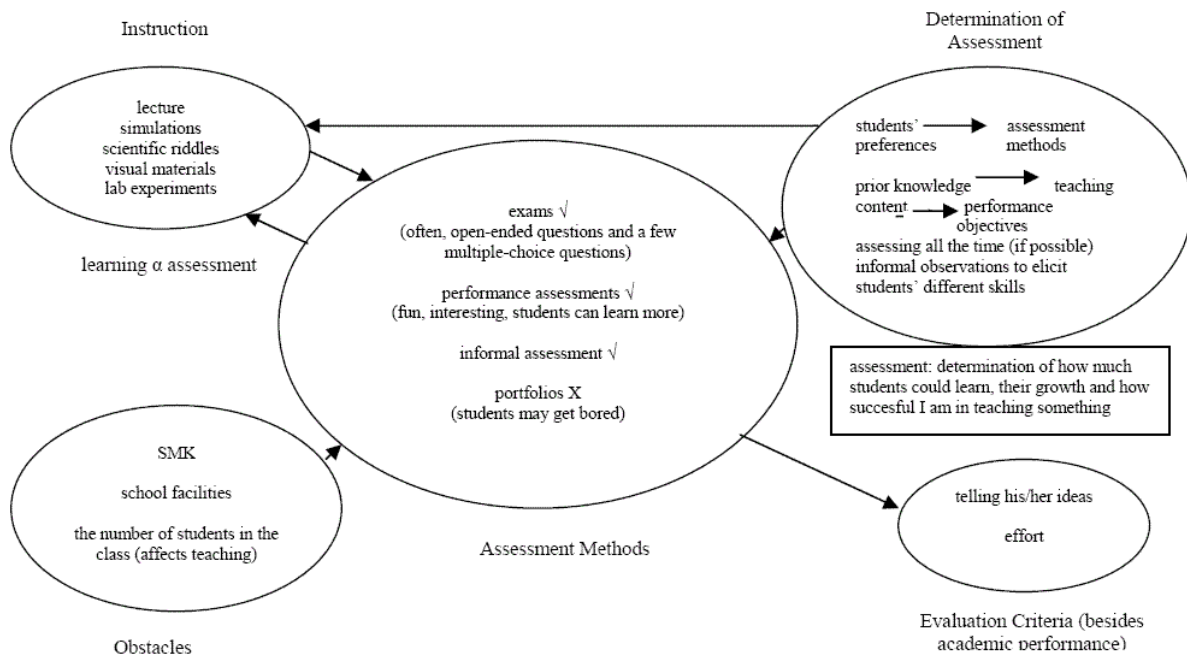 Instruction
lecture
simulations
scientific riddles
visual materials
lab experiments
learning α assessment
Determination of
Assessment
students’ assessment
preferences methods
prior knowledge teaching
content performance
objectives
assessing all the time (if possible)
informal observations to elicit
students’ different skills
assessment: determination of how much
students could learn, their growth and how
succesful I am in teaching something
exams √
(often, open-ended questions and a few
multiple-choice questions)
performance assessments √
(fun, interesting, students can learn more)
informal assessment √
portfolios X
(students may get bored)
Assessment Methods
SMK
school facilities
the number of students in the
class (affects teaching)
Obstacles
telling his/her ideas
effort
Evaluation Criteria (besides
academic performance)